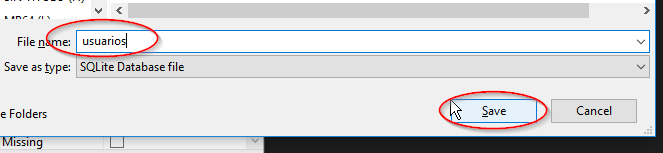 File name: usuarios
Save as type: SQLite Database file
Save Cancel
e Folders
Missing